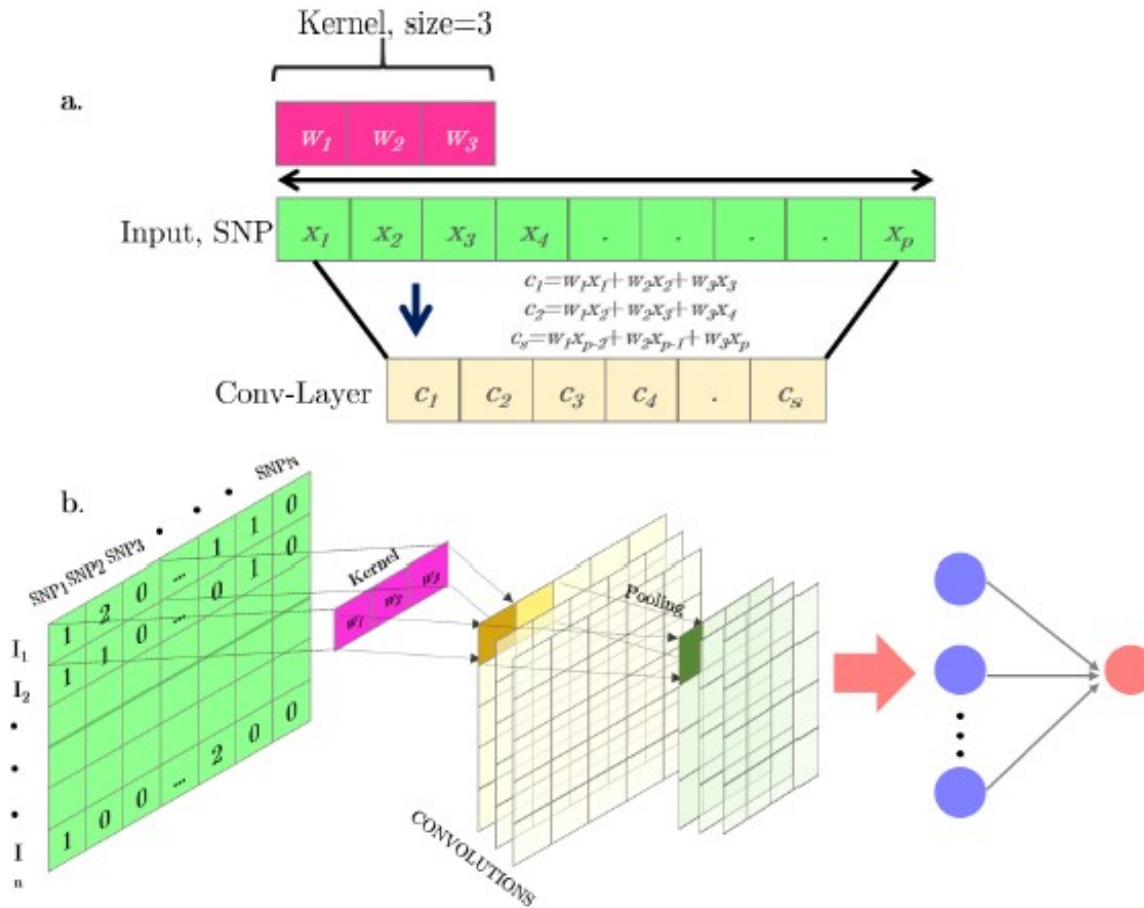 Kernel, size=3
a.
w1 w2 w3
Input, SNP x1 x2 x3 x4 . . . . xp
c1=w1x1+w2x2+w3x3
c2=w1x2+w2x3+w3x4
cs=w1xp-2+w2xp-1+w3xp
Conv-Layer c1 c2 c3 c4 . cs
b.
SNP1 SNP2 SNP3 • • •
Kernel
w1 w2 w3
Pooling
I1 1 2 0 ... 1 1 0
I2 1 1 0 ... 0 1 0
•
•
•
I n 1 0 0 ... 2 0 0
CONVOLUTIONS